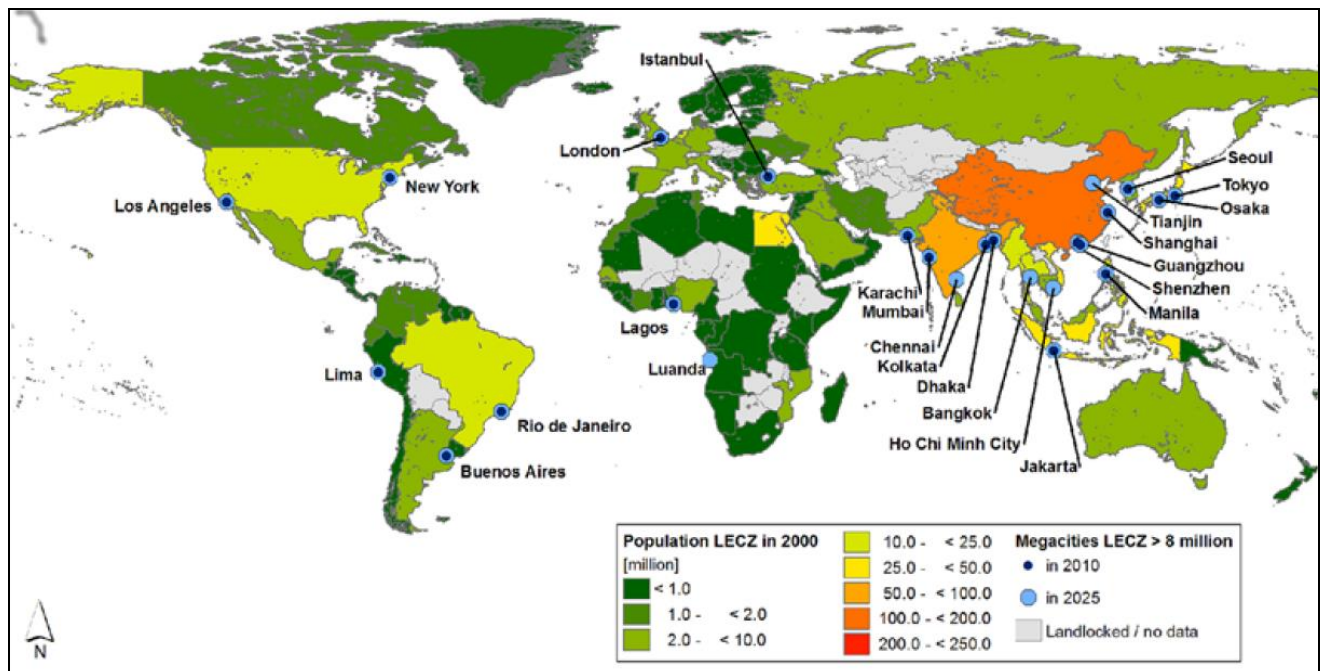 Istanbul
London
New York
Los Angeles
Seoul
Tokyo
Osaka
Tianjin
Shanghai
Guangzhou
Shenzhen
Manila
Karachi
Mumbai
Chennai
Kolkata
Dhaka
Bangkok
Ho Chi Minh City
Jakarta
Lagos
Luanda
Lima
Rio de Janeiro
Buenos Aires
Population LECZ in 2000
[million]
< 1.0
1.0 - < 2.0
2.0 - < 10.0
10.0 - < 25.0
25.0 - < 50.0
50.0 - < 100.0
100.0 - < 200.0
200.0 - < 250.0
Megacities LECZ > 8 million
in 2010
in 2025
Landlocked / no data
N